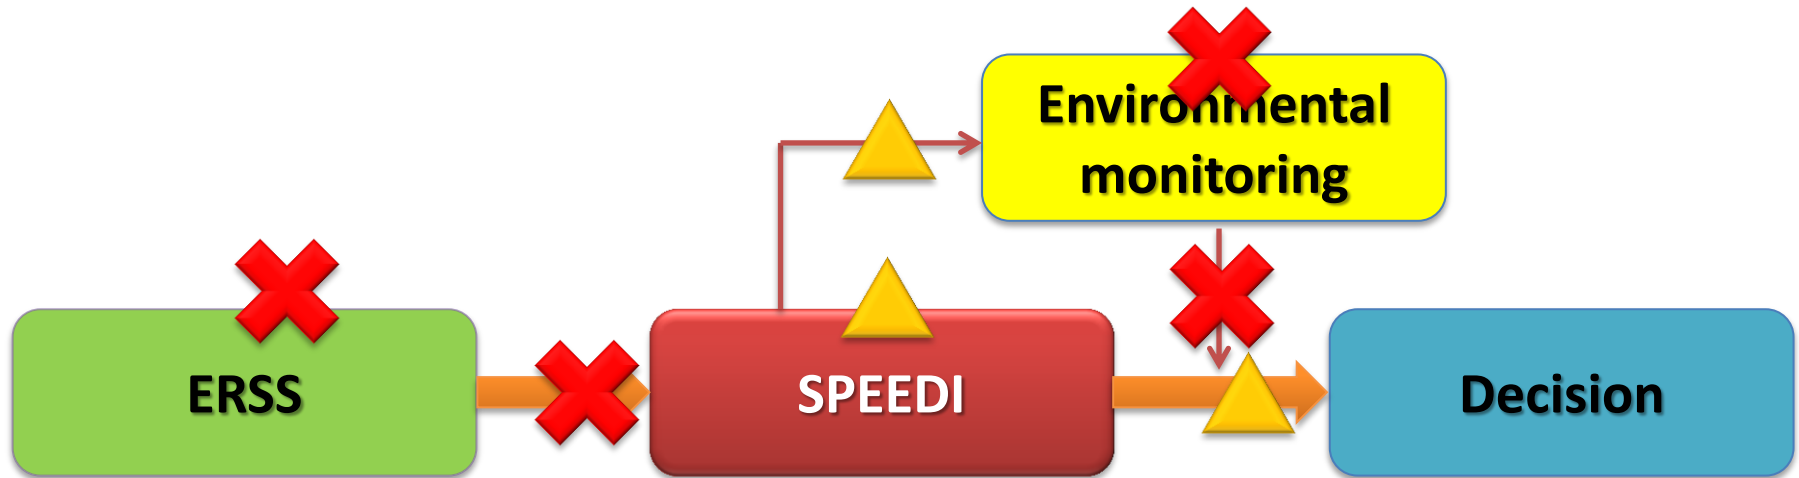 Environmental
monitoring
ERSS
SPEEDI
Decision